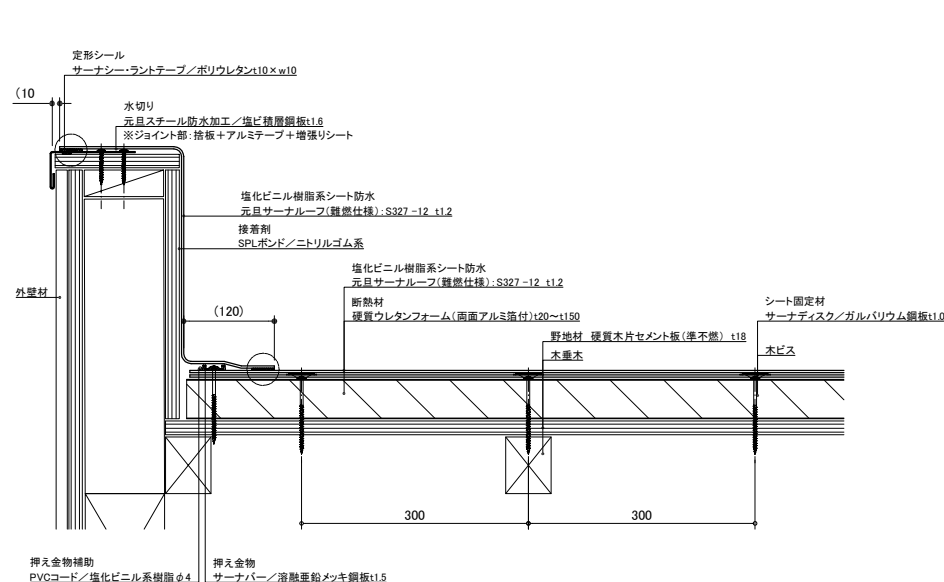 定形シール
サーナシーラントテープ／ポリウレタンt10×w10
(10
水切り
元旦スチール防水加工／塩ビ積層鋼板t1.6
※ジョイント部:捨板＋アルミテープ＋増張りシート
塩化ビニル樹脂系シート防水
元旦サーナルーフ(難燃仕様):S327-12 t1.2
接着剤
SPLボンド／ニトリルゴム系
外壁材
塩化ビニル樹脂系シート防水
元旦サーナルーフ(難燃仕様):S327-12 t1.2
断熱材
硬質ウレタンフォーム(両面アルミ箔付)t20～t150
(120)
シート固定材
サーナディスク／ガルバリウム鋼板t1.0
野地材 硬質木片セメント板(準不燃) t18
木垂木
木ビス
300
300
押え金物補助
PVCコード／塩化ビニル系樹脂φ4
押え金物
サーナバー／溶融亜鉛メッキ鋼板t1.5